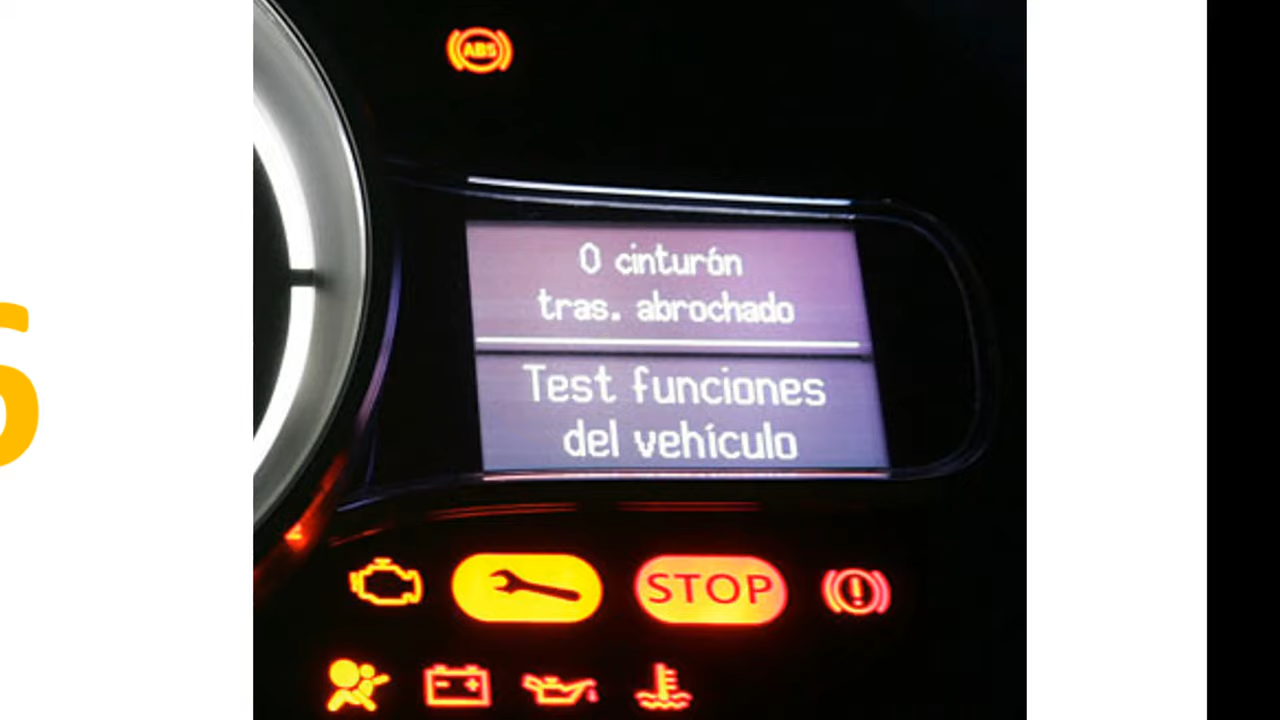 ABS
0 cinturón
tras. abrochado
Test funciones
del vehículo
STOP